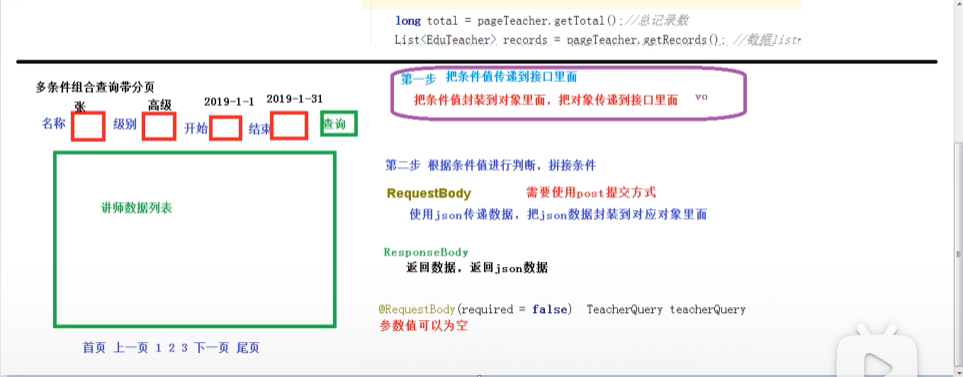 long total = pageTeacher.getTotal();//总记录数
List<EduTeacher> records = pageTeacher.getRecords(); //数据list
多条件组合查询带分页
张 高级 2019-1-1 2019-1-31
名称 级别 开始 结束 查询
讲师数据列表
首页 上一页 1 2 3 下一页 尾页
第一步 把条件值传递到接口里面
把条件值封装到对象里面，把对象传递到接口里面 vo
第二步 根据条件值进行判断，拼接条件
RequestBody 需要使用post提交方式
使用json传递数据，把json数据封装到对应对象里面
ResponseBody
返回数据，返回json数据
@RequestBody(required = false) TeacherQuery teacherQuery
参数值可以为空